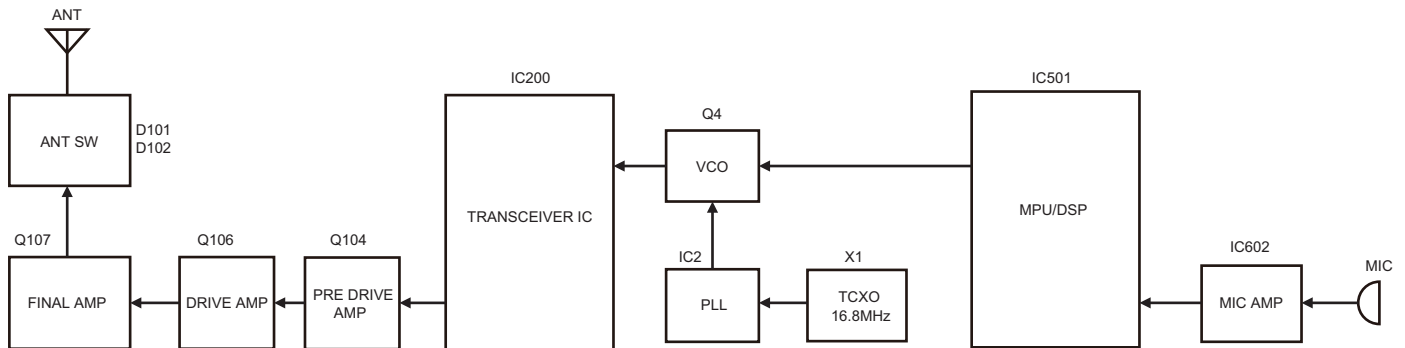 ANT
IC200
IC501
Q4
ANT SW
D101
D102
VCO
TRANSCEIVER IC
MPU/DSP
Q107
Q106
Q104
IC2
X1
IC602
MIC
FINAL AMP
DRIVE AMP
PRE DRIVE
AMP
PLL
TCXO
16.8MHz
MIC AMP